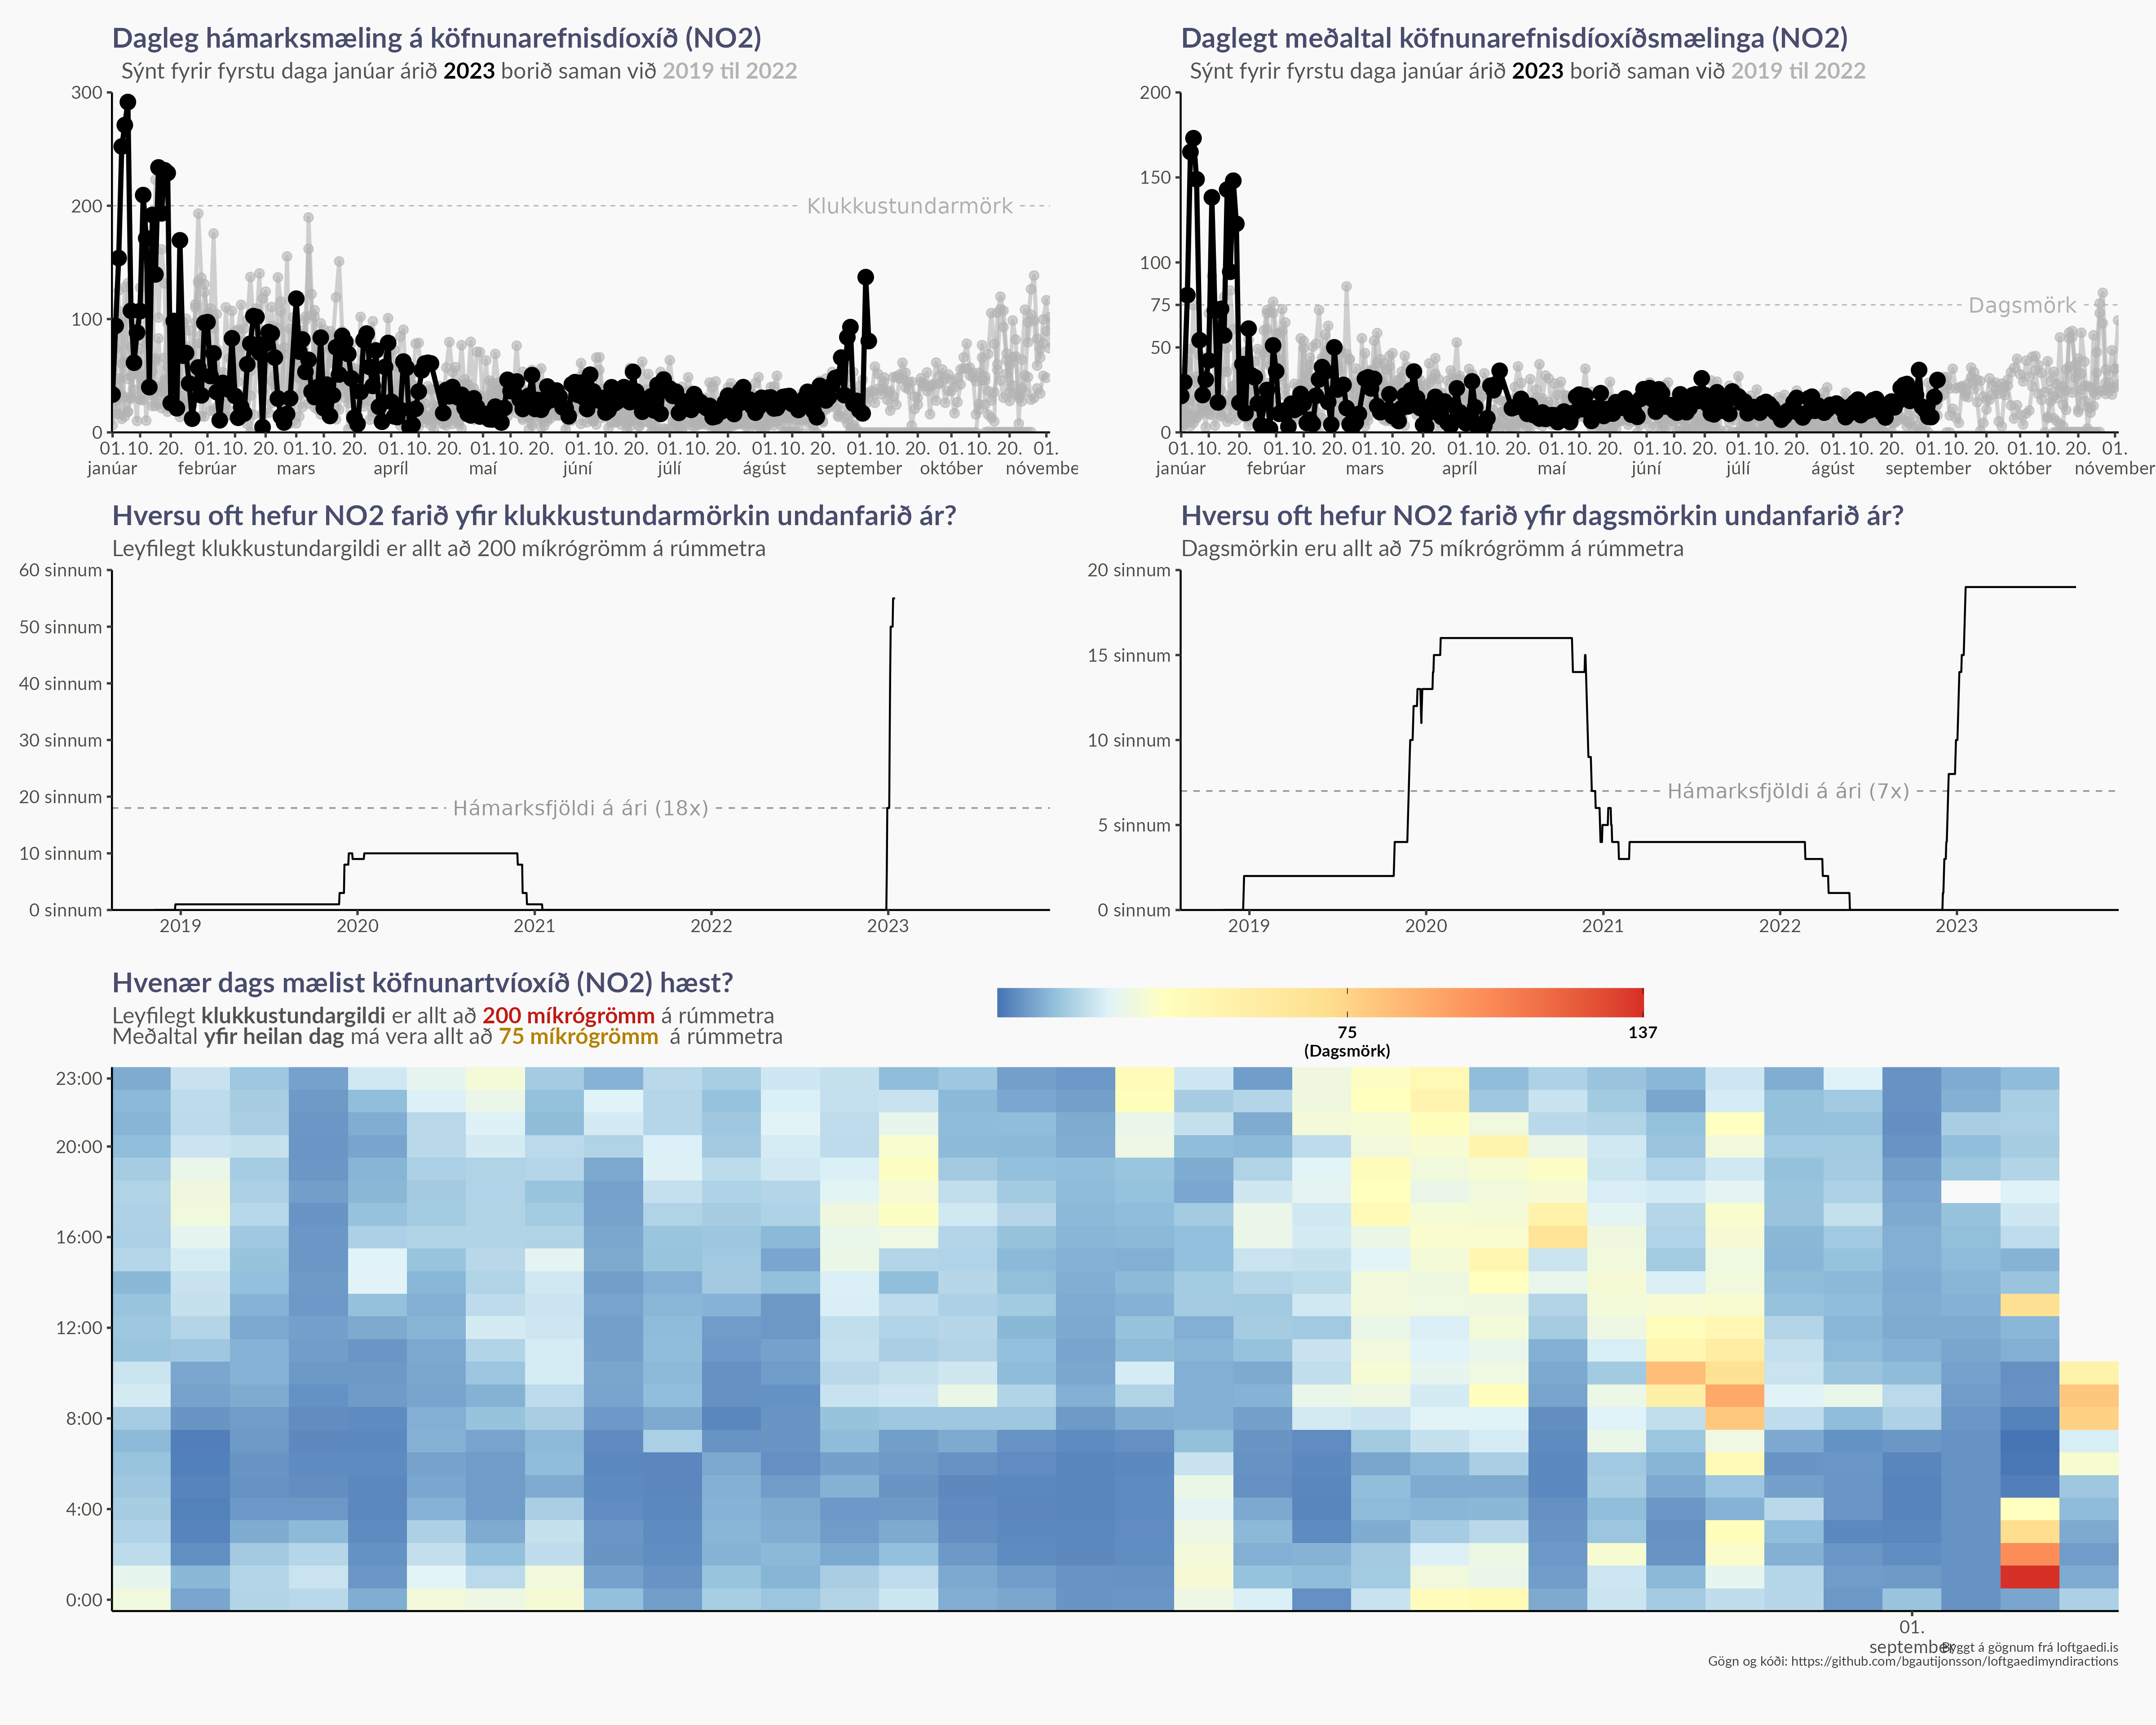 Dagleg hámarksmæling á köfnunarefnisdíoxíð (NO2)
Sýnt fyrir fyrstu daga janúar árið 2023 borið saman við 2019 til 2022
300
200
100
0
Klukkustundarmörk
01. 10. 20. 01. 10. 20. 01. 10. 20. 01. 10. 20. 01. 10. 20. 01. 10. 20. 01. 10. 20. 01. 10. 20. 01. 10. 20. 01. 10. 20. 01.
janúar febrúar mars apríl maí júní júlí ágúst september október nóvembe
Daglegt meðaltal köfnunarefnisdíoxíðsmælinga (NO2)
Sýnt fyrir fyrstu daga janúar árið 2023 borið saman við 2019 til 2022
200
150
100
75
50
0
Dagsmörk
01. 10. 20. 01. 10. 20. 01. 10. 20. 01. 10. 20. 01. 10. 20. 01. 10. 20. 01. 10. 20. 01. 10. 20. 01. 10. 20. 01. 10. 20. 01.
janúar febrúar mars apríl maí júní júlí ágúst september október nóvember
Hversu oft hefur NO2 farið yfir klukkustundarmörkin undanfarið ár?
Leyfilegt klukkustundargildi er allt að 200 míkrógrömm á rúmmetra
60 sinnum
50 sinnum
40 sinnum
30 sinnum
20 sinnum
10 sinnum
0 sinnum
Hámarksfjöldi á ári (18x)
2019 2020 2021 2022 2023
Hversu oft hefur NO2 farið yfir dagsmörkin undanfarið ár?
Dagsmörkin eru allt að 75 míkrógrömm á rúmmetra
20 sinnum
15 sinnum
10 sinnum
5 sinnum
0 sinnum
Hámarksfjöldi á ári (7x)
2019 2020 2021 2022 2023
Hvenær dags mælist köfnunartvíoxíð (NO2) hæst?
Leyfilegt klukkustundargildi er allt að 200 míkrógrömm á rúmmetra
Meðaltal yfir heilan dag má vera allt að 75 míkrógrömm á rúmmetra
75 137
(Dagsmörk)
23:00
20:00
16:00
12:00
8:00
4:00
0:00
01.
september
Byggt á gögnum frá loftgaedi.is
Gögn og kóði: https://github.com/bgautijonsson/loftgaedimyndiractions